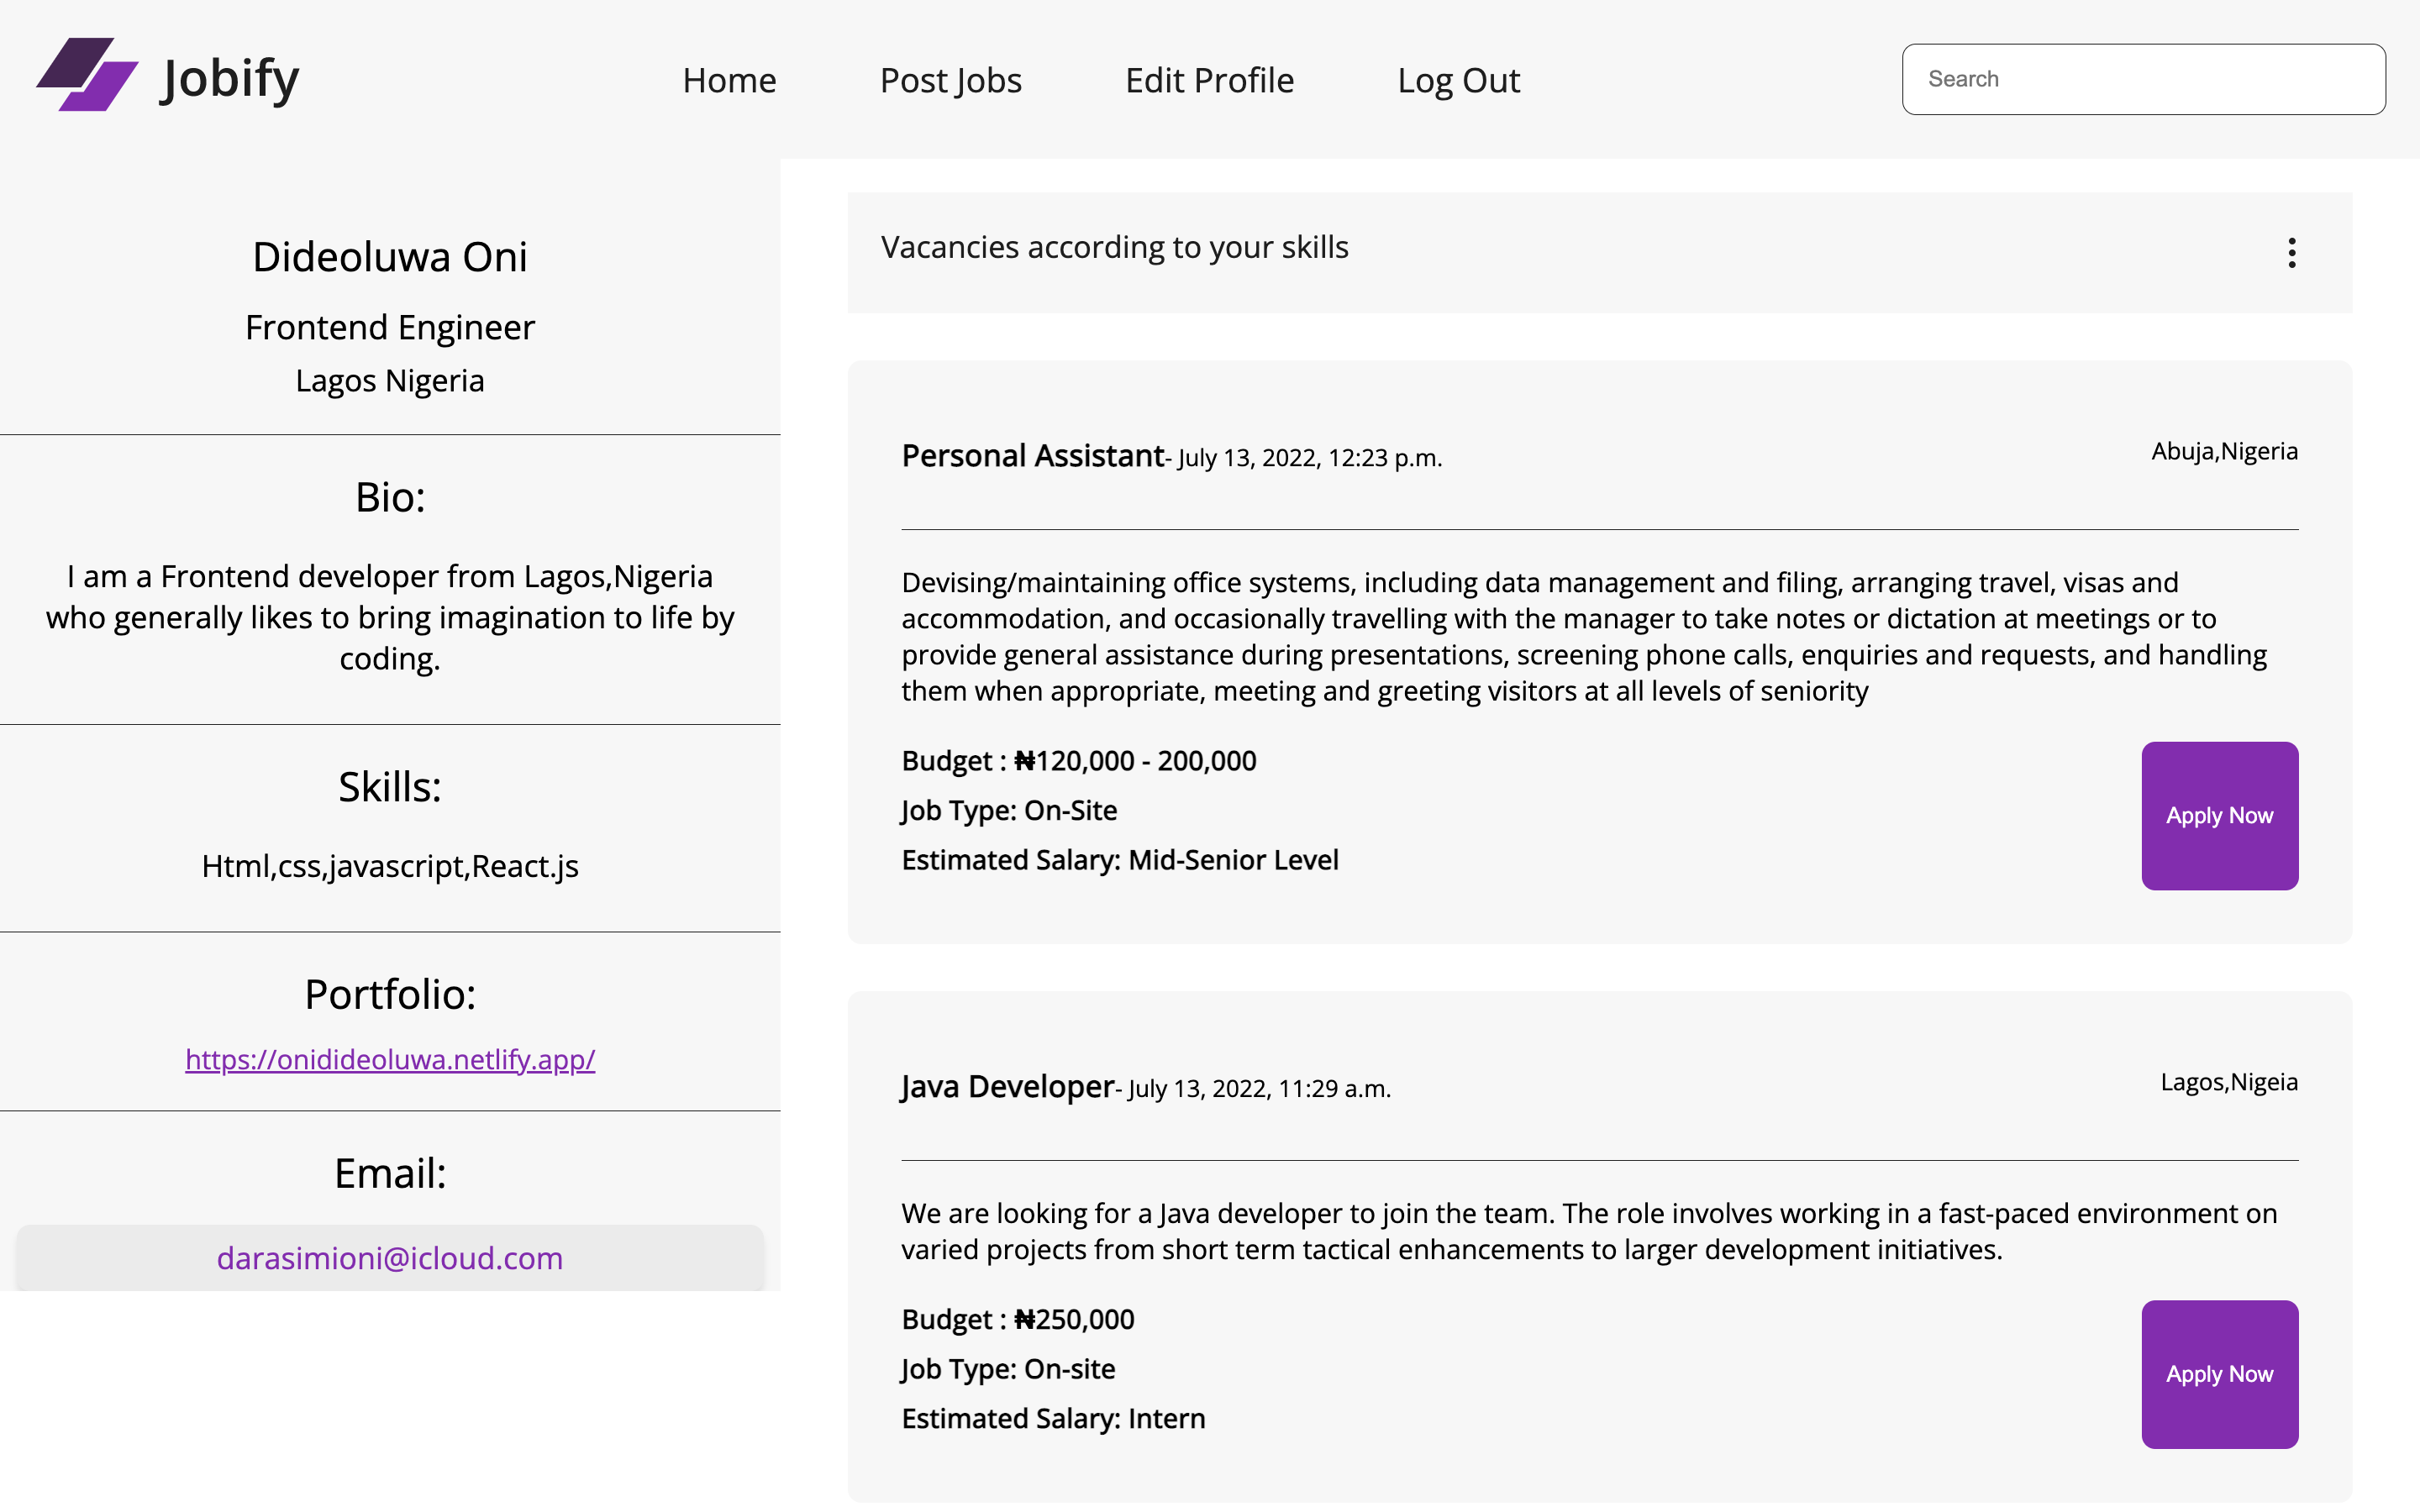 Jobify
Home
Post Jobs
Edit Profile
Log Out
Search
Dideoluwa Oni
Frontend Engineer
Lagos Nigeria
Bio:
I am a Frontend developer from Lagos,Nigeria
who generally likes to bring imagination to life by
coding.
Skills:
Html,css,javascript,React.js
Portfolio:
https://onidideoluwa.netlify.app/
Email:
darasimioni@icloud.com
Vacancies according to your skills
Personal Assistant- July 13, 2022, 12:23 p.m.
Abuja,Nigeria
Devising/maintaining office systems, including data management and filing, arranging travel, visas and
accommodation, and occasionally travelling with the manager to take notes or dictation at meetings or to
provide general assistance during presentations, screening phone calls, enquiries and requests, and handling
them when appropriate, meeting and greeting visitors at all levels of seniority
Budget : ₦120,000 - 200,000
Job Type: On-Site
Estimated Salary: Mid-Senior Level
Apply Now
Java Developer- July 13, 2022, 11:29 a.m.
Lagos,Nigeia
We are looking for a Java developer to join the team. The role involves working in a fast-paced environment on
varied projects from short term tactical enhancements to larger development initiatives.
Budget : ₦250,000
Job Type: On-site
Estimated Salary: Intern
Apply Now